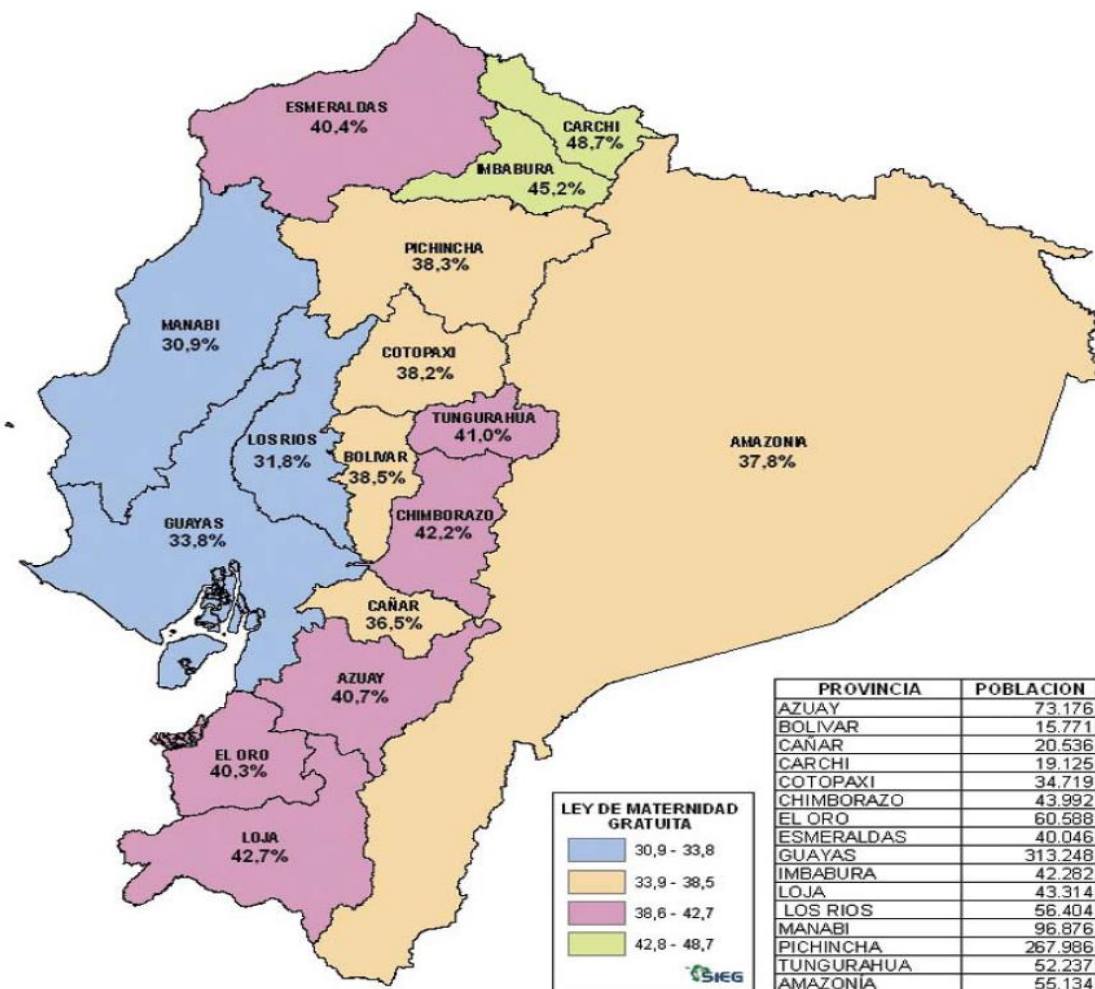 ESMERALDAS
40,4%
CARCHI
48,7%
IMBABURA
45,2%
PICHINCHA
38,3%
MANABI
30,9%
COTOPAXI
38,2%
TUNGURAHUA
41,0%
LOS RIOS
31,8%
BOLIVAR
38,5%
AMAZONIA
37,8%
CHIMBORAZO
42,2%
GUAYAS
33,8%
CAÑAR
36,5%
AZUAY
40,7%
EL ORO
40,3%
LOJA
42,7%
LEY DE MATERNIDAD
GRATUITA
30,9 - 33,8
33,9 - 38,5
38,6 - 42,7
42,8 - 48,7
SIEG
PROVINCIA POBLACION
AZUAY 73.176
BOLIVAR 15.771
CAÑAR 20.536
CARCHI 19.125
COTOPAXI 34.719
CHIMBORAZO 43.992
EL ORO 60.588
ESMERALDAS 40.046
GUAYAS 313.248
IMBABURA 42.282
LOJA 43.314
LOS RIOS 56.404
MANABI 96.876
PICHINCHA 267.986
TUNGURAHUA 52.237
AMAZONÍA 55.134